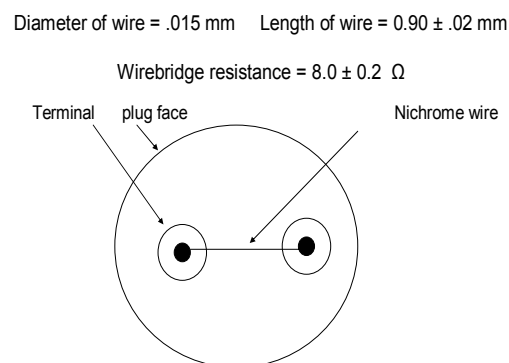 Diameter of wire = .015 mm Length of wire = 0.90 ± .02 mm
Wirebridge resistance = 8.0 ± 0.2 Ω
Terminal plug face Nichrome wire